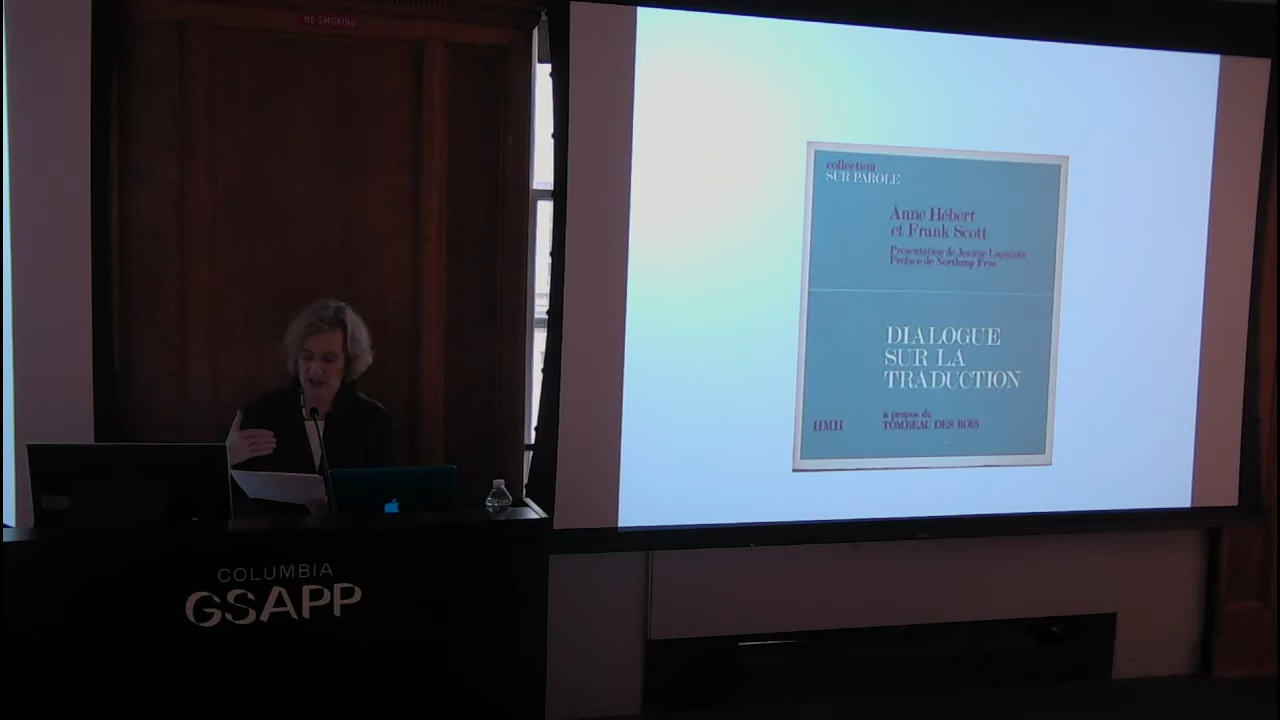 NO SMOKING
collection
SUR PAROLE
Anne Hébert
et Frank Scott
Présentation de Jeanne Lapointe
Préface de Northrop Frye
DIALOGUE
SUR LA
TRADUCTION
à propos du
HMH TOMBEAU DES ROIS
COLUMBIA
GSAPP